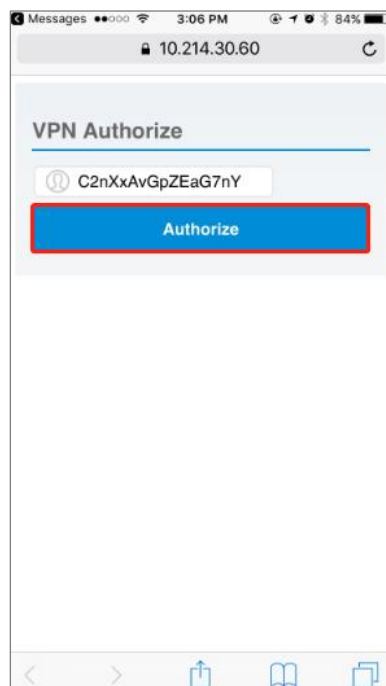 Messages 3:06 PM 84%
10.214.30.60
VPN Authorize
C2nXxAvGpZEaG7nY
Authorize